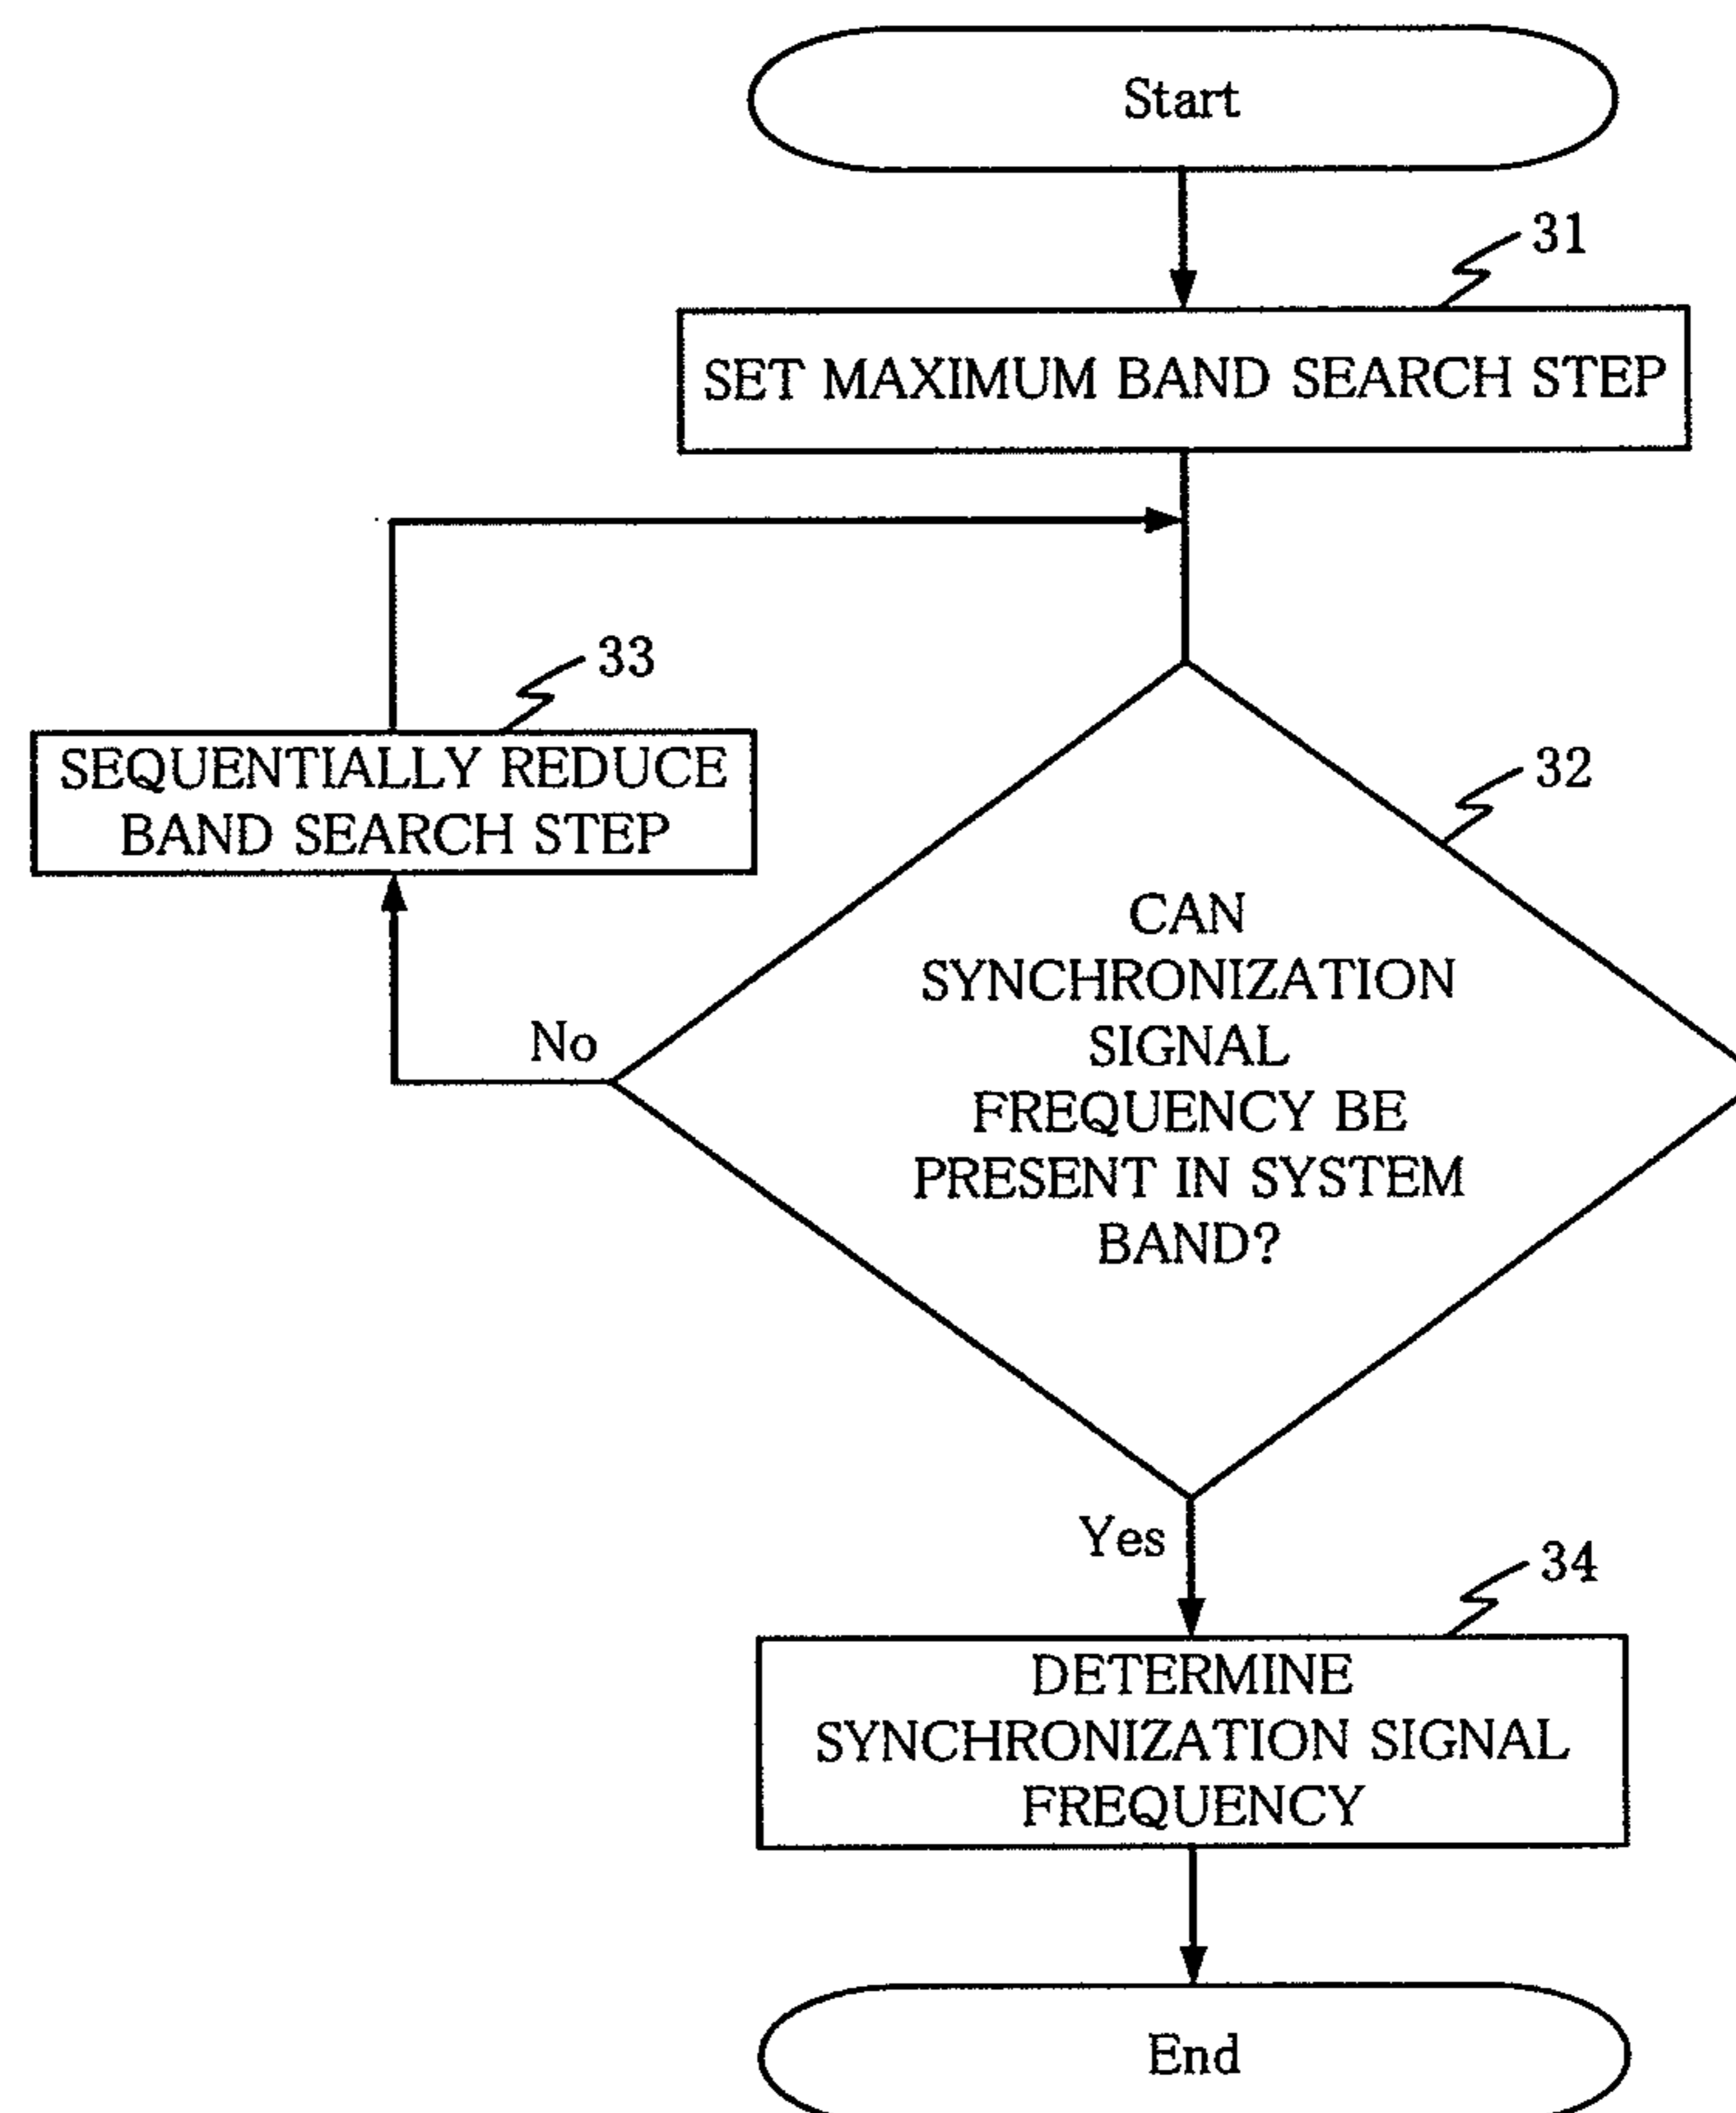 Start
31
SET MAXIMUM BAND SEARCH STEP
33
SEQUENTIALLY REDUCE
BAND SEARCH STEP
32
CAN
SYNCHRONIZATION
SIGNAL
FREQUENCY BE
PRESENT IN SYSTEM
BAND?
No
Yes
34
DETERMINE
SYNCHRONIZATION SIGNAL
FREQUENCY
End